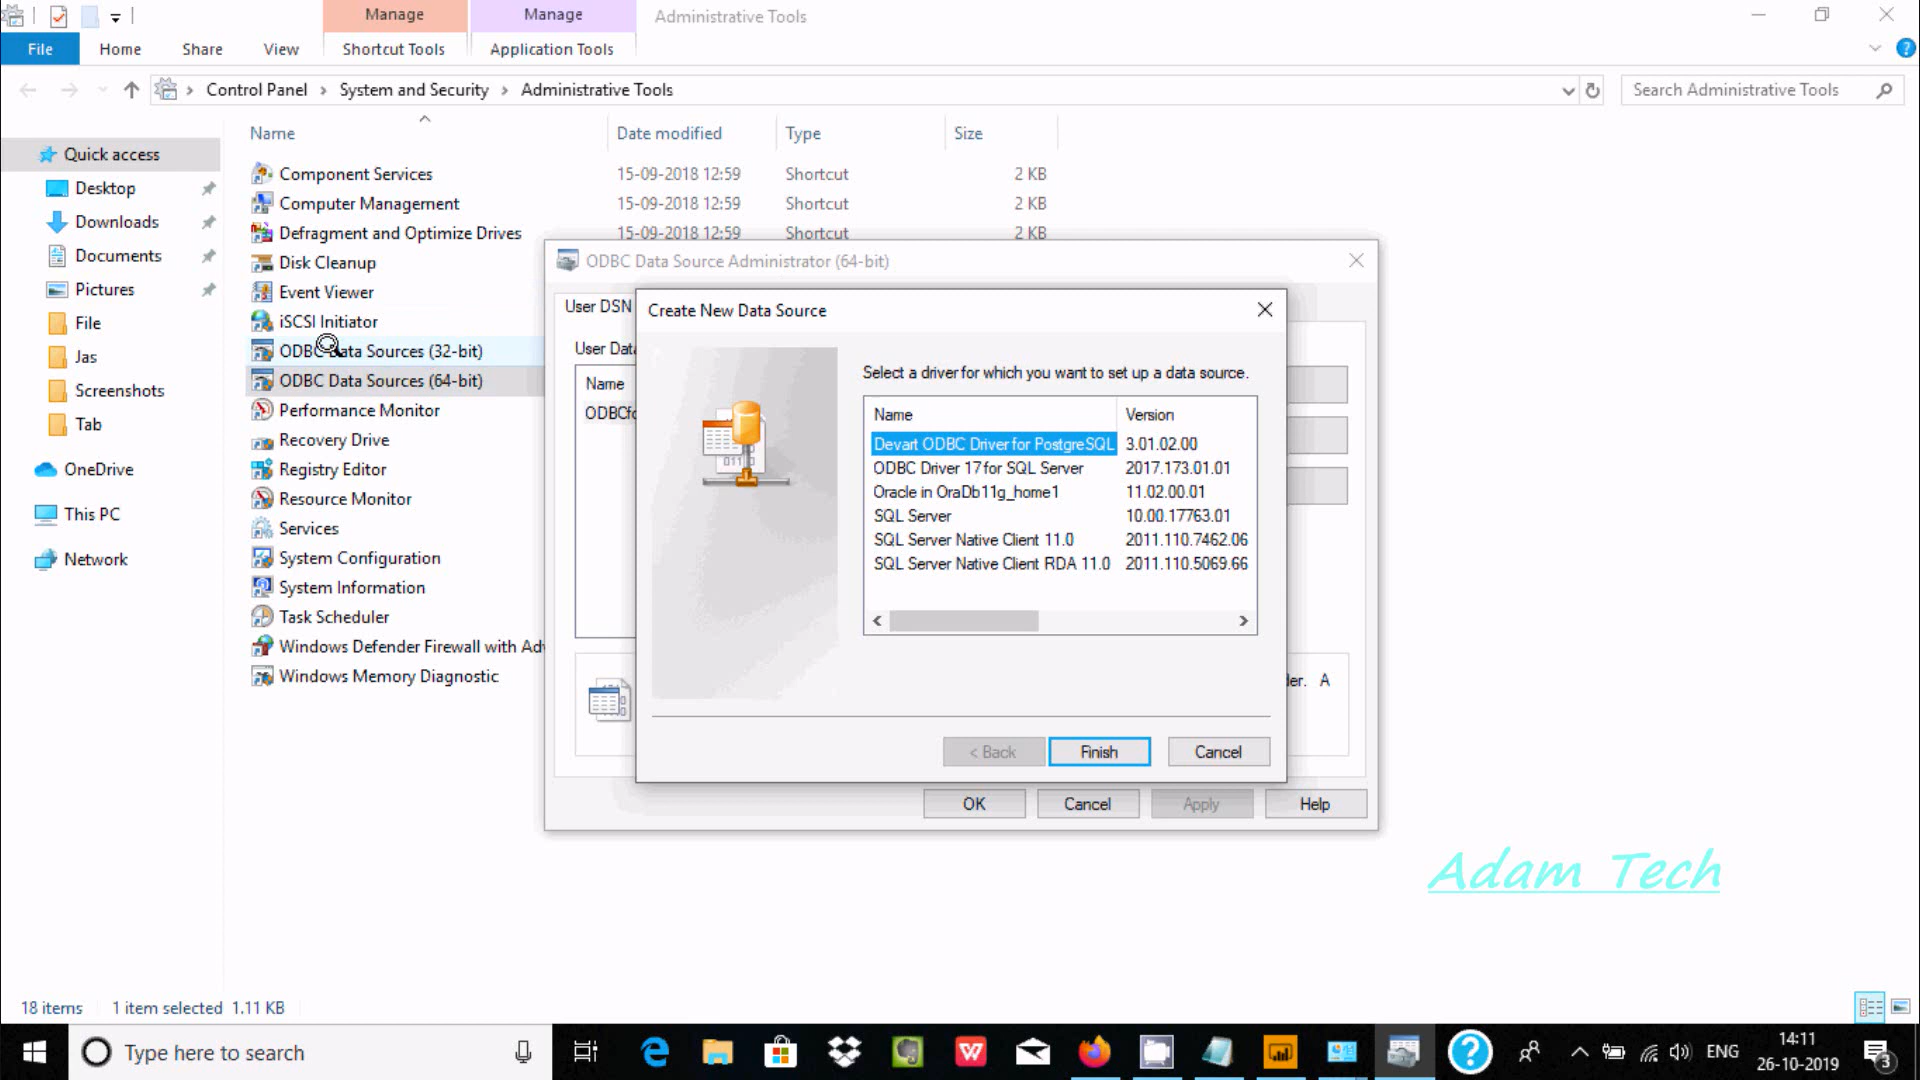 Manage
Manage
Administrative Tools
File
Home
Share
View
Shortcut Tools
Application Tools
Control Panel
System and Security
Administrative Tools
Search Administrative Tools
Name
Date modified
Type
Size
Quick access
Desktop
Downloads
Documents
Pictures
File
Jas
Screenshots
Tab
OneDrive
This PC
Network
Component Services 15-09-2018 12:59 Shortcut 2 KB
Computer Management 15-09-2018 12:59 Shortcut 2 KB
Defragment and Optimize Drives 15-09-2018 12:59 Shortcut 2 KB
Disk Cleanup
Event Viewer
iSCSI Initiator
ODBC Data Sources (32-bit)
ODBC Data Sources (64-bit)
Performance Monitor
Recovery Drive
Registry Editor
Resource Monitor
Services
System Configuration
System Information
Task Scheduler
Windows Defender Firewall with Adv
Windows Memory Diagnostic
ODBC Data Source Administrator (64-bit)
User DSN
User Data
Name
ODBCfo
der. A
OK
Cancel
Apply
Help
Create New Data Source
Select a driver for which you want to set up a data source.
Name Version
Devart ODBC Driver for PostgreSQL 3.01.02.00
ODBC Driver 17 for SQL Server 2017.173.01.01
Oracle in OraDb11g_home1 11.02.00.01
SQL Server 10.00.17763.01
SQL Server Native Client 11.0 2011.110.7462.06
SQL Server Native Client RDA 11.0 2011.110.5069.66
< Back
Finish
Cancel
Adam Tech
18 items 1 item selected 1.11 KB
Type here to search
ENG
14:11
26-10-2019
3